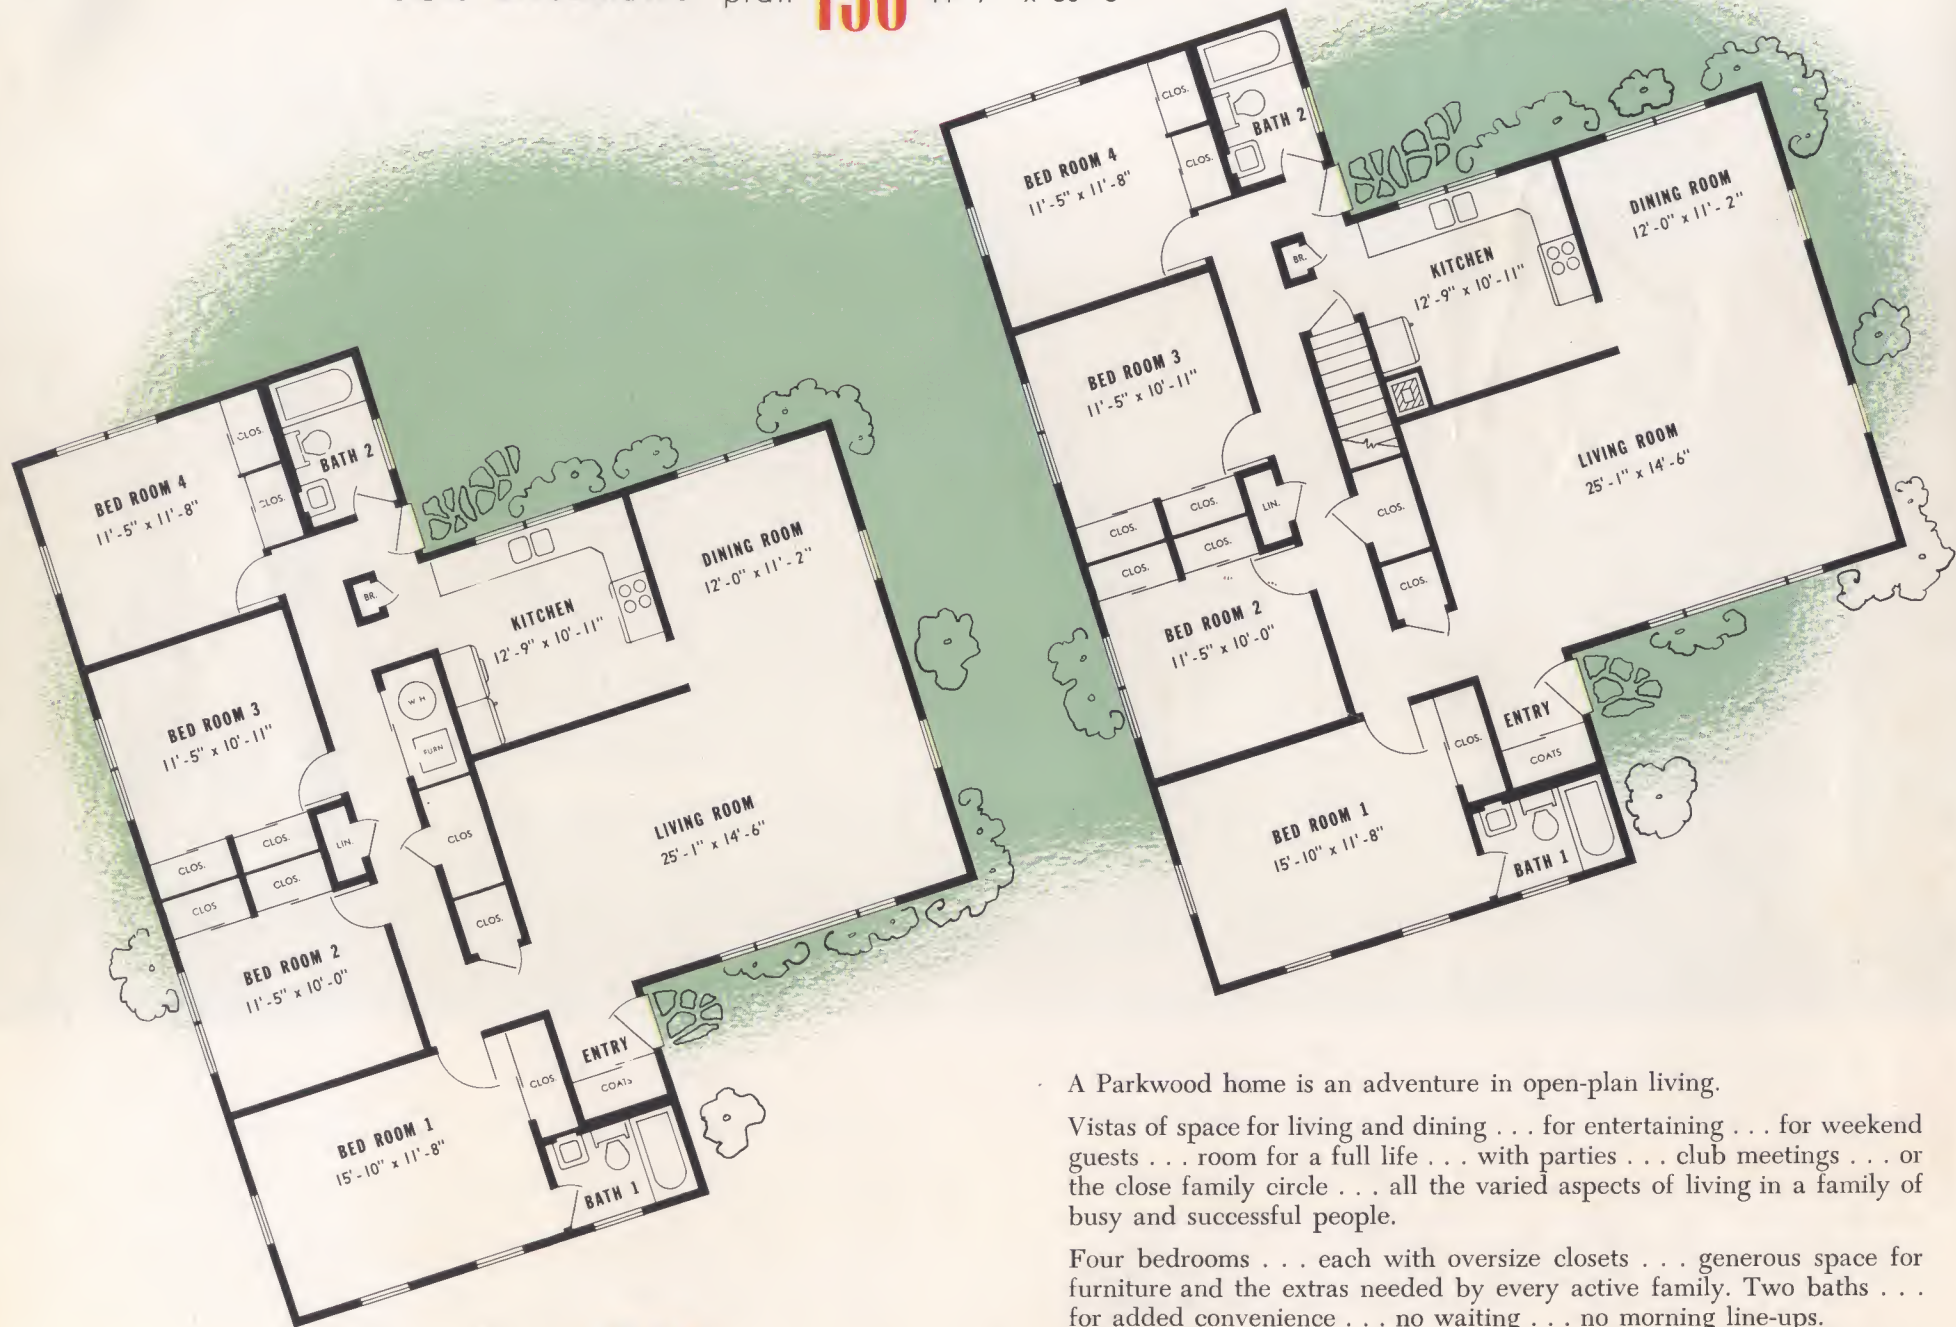 plan
BED ROOM 4
11'-5" x 11'-8"
CLOS.
CLOS.
BATH 2
BR.
KITCHEN
12'-9" x 10'-11"
DINING ROOM
12'-0" x 11'-2"
BED ROOM 3
11'-5" x 10'-11"
WH
FURN
LIVING ROOM
25'-1" x 14'-6"
CLOS.
CLOS.
CLOS
CLOS.
LIN.
CLOS
CLOS.
BED ROOM 2
11'-5" x 10'-0"
ENTRY
COATS
CLOS.
BED ROOM 1
15'-10" x 11'-8"
BATH 1
BED ROOM 4
11'-5" x 11'-8"
CLOS.
CLOS.
BATH 2
BR.
KITCHEN
12'-9" x 10'-11"
DINING ROOM
12'-0" x 11'-2"
BED ROOM 3
11'-5" x 10'-11"
LIVING ROOM
25'-1" x 14'-6"
CLOS.
CLOS.
CLOS.
CLOS.
LIN.
CLOS.
CLOS.
BED ROOM 2
11'-5" x 10'-0"
ENTRY
COATS
CLOS.
BED ROOM 1
15'-10" x 11'-8"
BATH 1
A Parkwood home is an adventure in open-plan living.
Vistas of space for living and dining . . . for entertaining . . . for weekend
guests . . . room for a full life . . . with parties . . . club meetings . . . or
the close family circle . . . all the varied aspects of living in a family of
busy and successful people.
Four bedrooms . . . each with oversize closets . . . generous space for
furniture and the extras needed by every active family. Two baths . . .
for added convenience . . . no waiting . . . no morning line-ups.